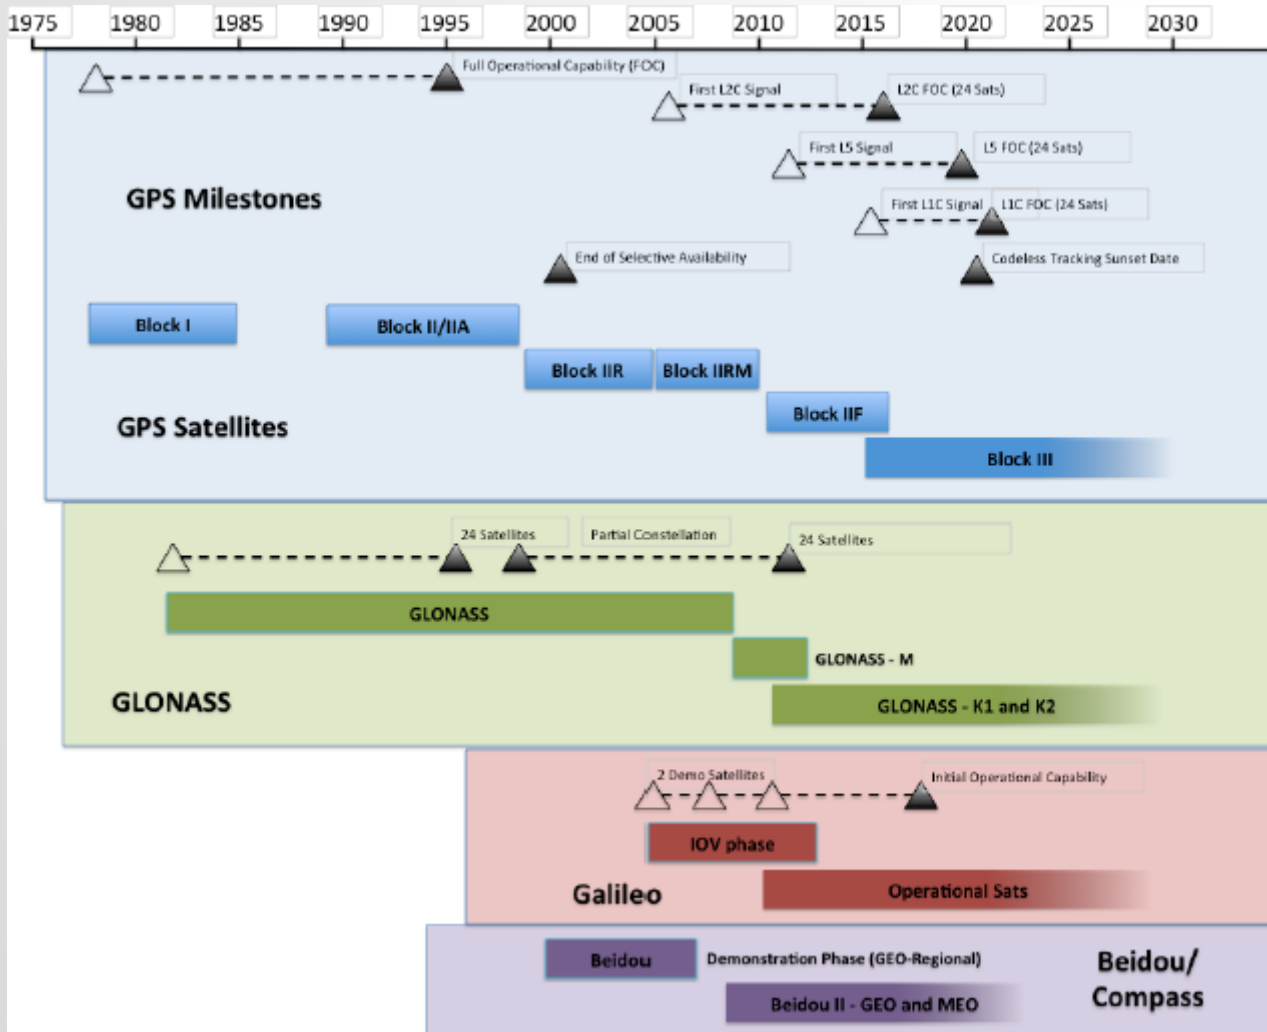 1975 1980 1985 1990 1995 2000 2005 2010 2015 2020 2025 2030
Full Operational Capability (FOC)
First L2C Signal L2C FOC (24 Sats)
First L5 Signal L5 FOC (24 Sats)
GPS Milestones
First L1C Signal L1C FOC (24 Sats)
End of Selective Availability Codeless Tracking Sunset Date
Block I Block II/IIA
Block IIR Block IIRM
Block IIF
GPS Satellites
Block III
24 Satellites Partial Constellation 24 Satellites
GLONASS
GLONASS - M
GLONASS GLONASS - K1 and K2
2 Demo Satellites Initial Operational Capability
IOV phase
Galileo Operational Sats
Beidou Demonstration Phase (GEO-Regional) Beidou/
Compass
Beidou II - GEO and MEO